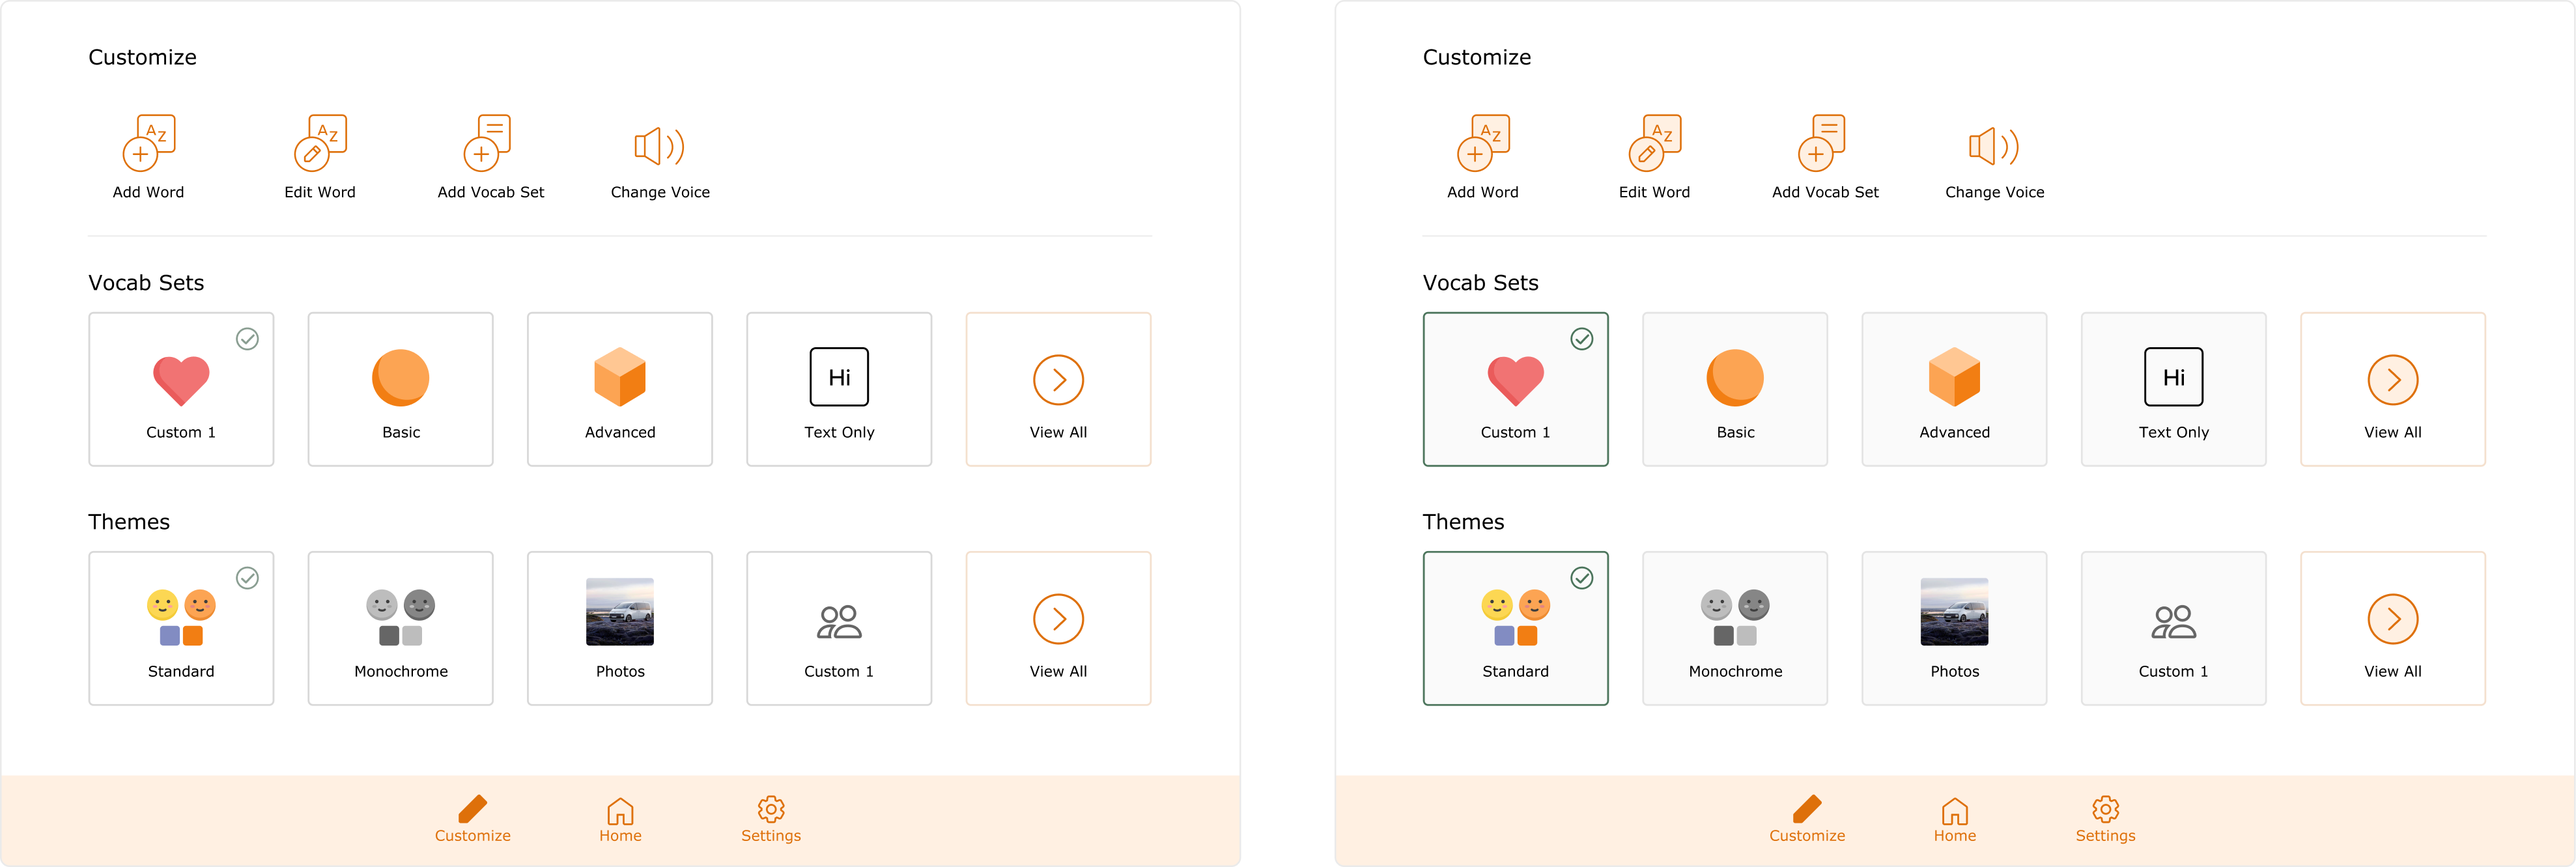 Customize
Az
Az
Add Word
Edit Word
Add Vocab Set
Change Voice
Vocab Sets
Hi
Custom 1
Basic
Advanced
Text Only
View All
Themes
Standard
Monochrome
Photos
Custom 1
View All
Customize
Home
Settings
Customize
Az
Az
Add Word
Edit Word
Add Vocab Set
Change Voice
Vocab Sets
Hi
Custom 1
Basic
Advanced
Text Only
View All
Themes
Standard
Monochrome
Photos
Custom 1
View All
Customize
Home
Settings